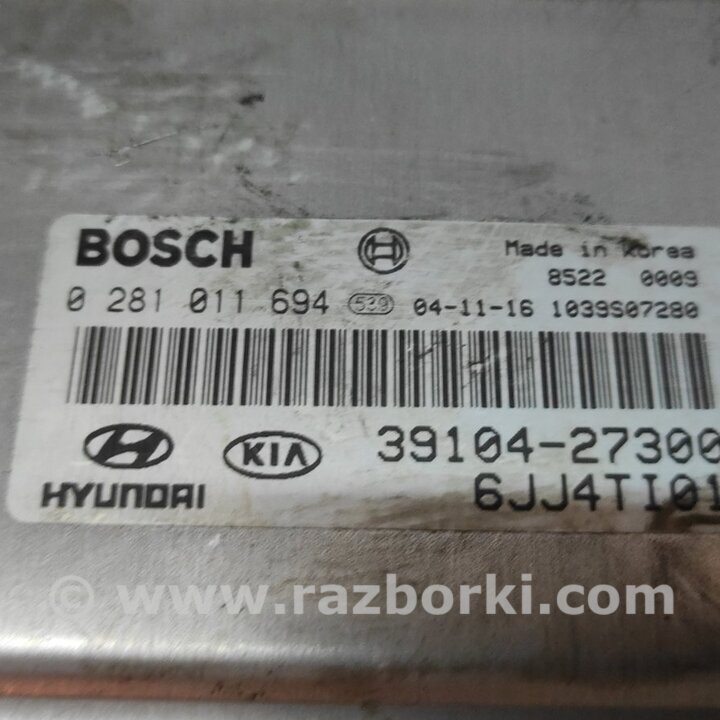 BOSCH
Made in Korea
8522 0009
0 281 011 694 539 04-11-16 1039S07280
39104-27300
KIA
HYUNDAI
6JJ4TI01
© www.razborki.com